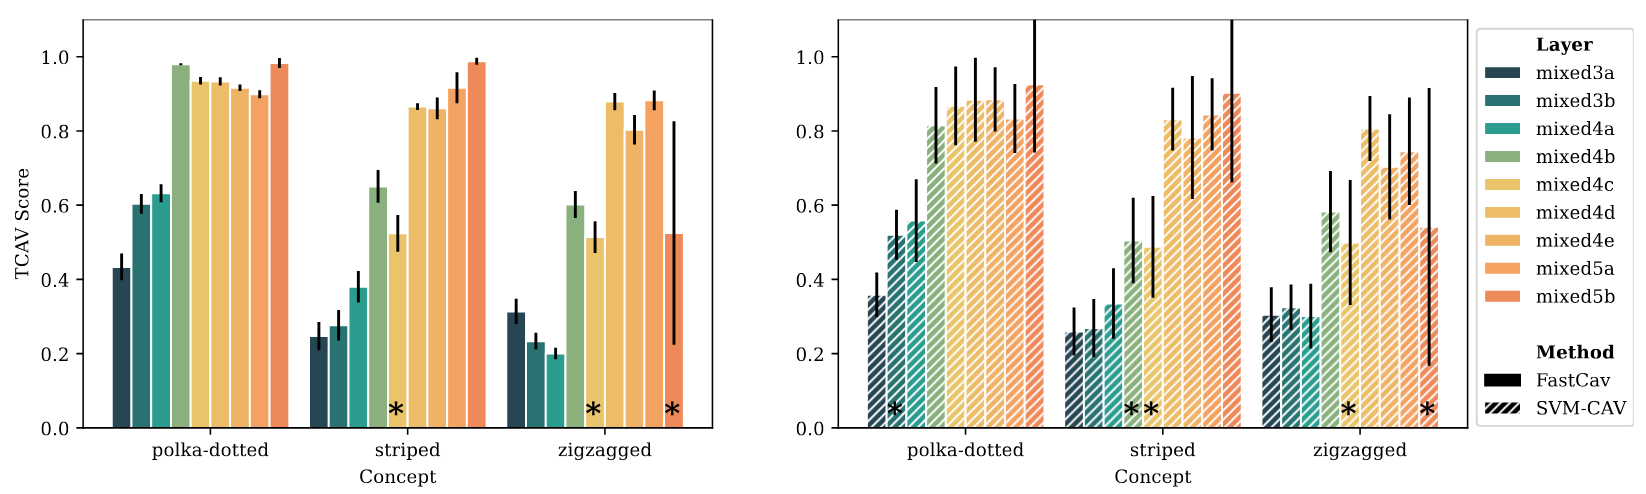 TCAV Score
1.0
0.8
0.6
0.4
0.2
0.0
*
*
*
polka-dotted
striped
zigzagged
Concept
1.0
0.8
0.6
0.4
0.2
0.0
*
*
*
*
*
polka-dotted
striped
zigzagged
Concept
Layer
mixed3a
mixed3b
mixed4a
mixed4b
mixed4c
mixed4d
mixed4e
mixed5a
mixed5b
Method
FastCav
SVM-CAV